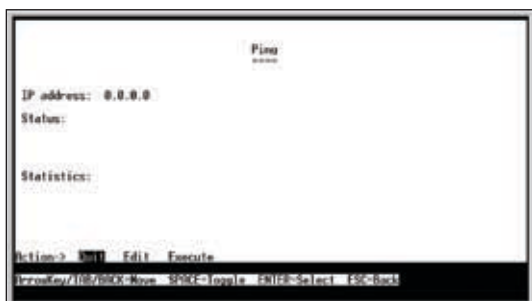 Ping
====
IP address: 0.0.0.0
Status:
Statistics:
Action-> Quit Edit Execute
ArrowKey/TAB/BACK=Move SPACE=Toggle ENTER=Select ESC=Back